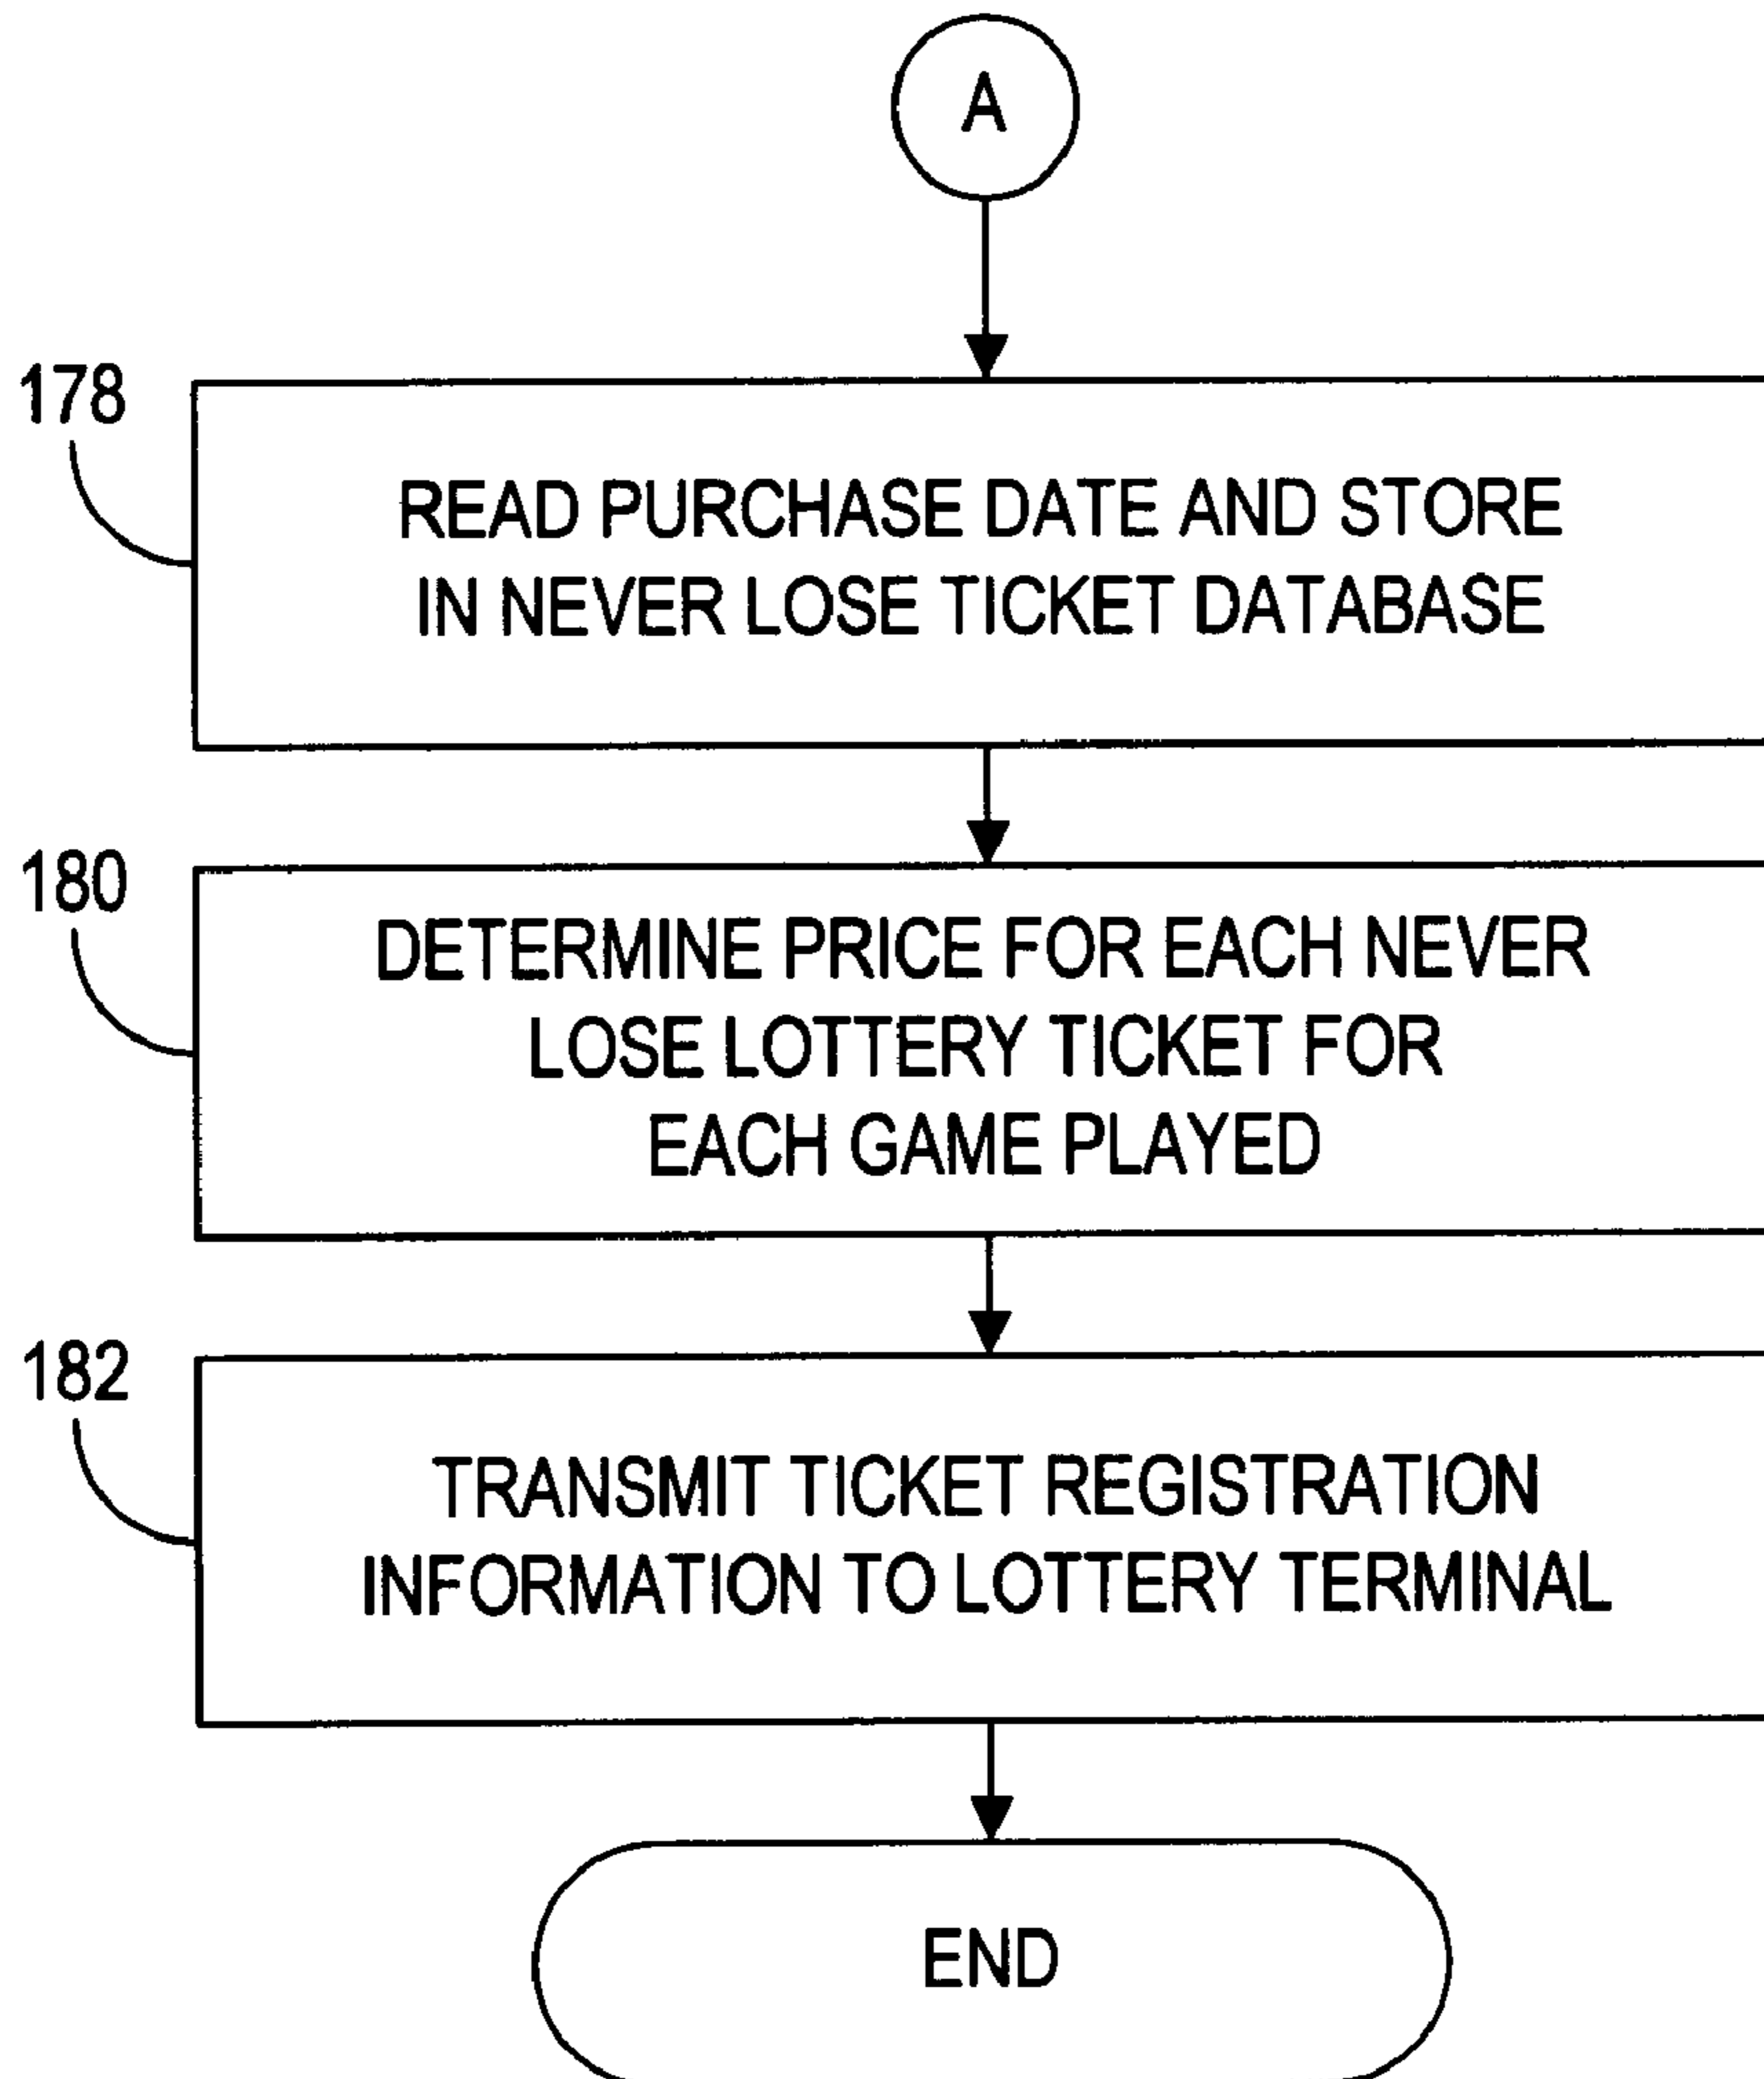 A
178
READ PURCHASE DATE AND STORE
IN NEVER LOSE TICKET DATABASE
180
DETERMINE PRICE FOR EACH NEVER
LOSE LOTTERY TICKET FOR
EACH GAME PLAYED
182
TRANSMIT TICKET REGISTRATION
INFORMATION TO LOTTERY TERMINAL
END